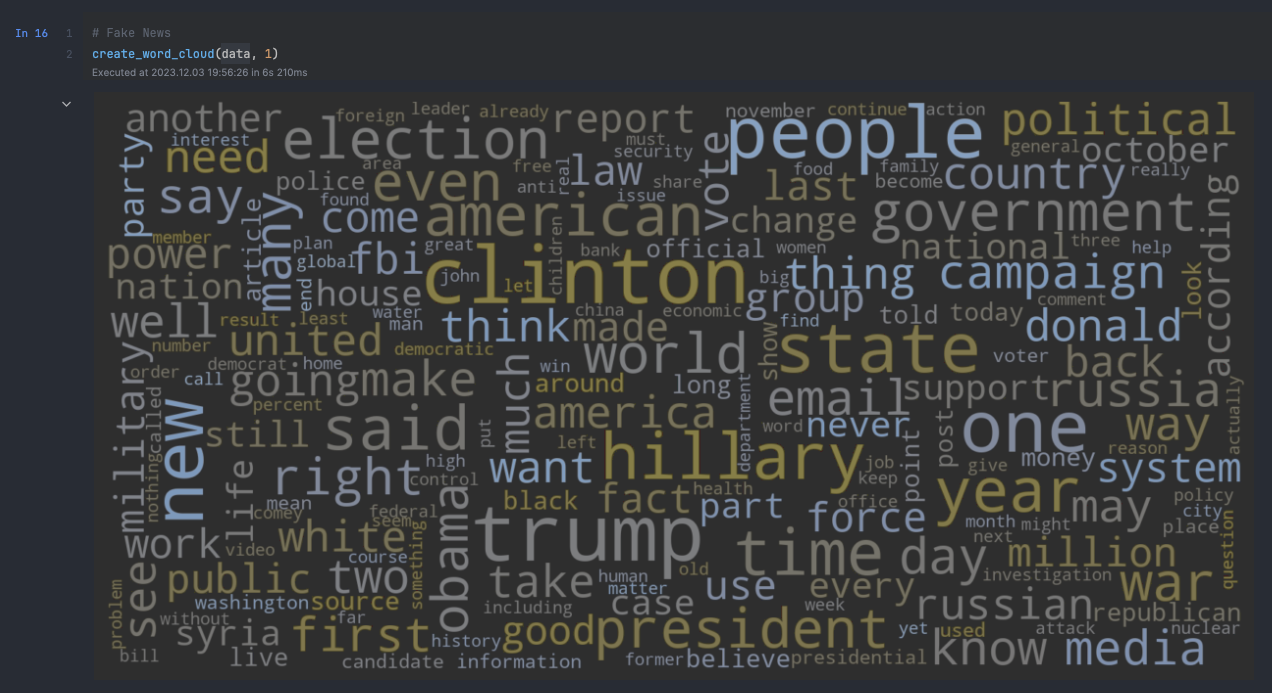 In 16 1 # Fake News
2 create_word_cloud(data, 1)
Executed at 2023.12.03 19:56:26 in 6s 210ms
another foreign leader already report november continue action political
interest election must people general october
party need area free real security law vote food family really
police even anti issue share last become country
say found come american change government according
many article children
member plan great bank official women national three help
power global fbi clinton big thing campaign look
nation end john let group
house water china economic comment
well result least man think made find told today donald
number united democratic world show state voter back
military order democrat home win
call going make much around long department email support russia
percent america word never actually
new still said put left one way
nothing called right high hillary point post reason
life control want job give money system
mean black fact health part keep year may policy
comey federal office city
work video white seem obama trump time force month might place
course something next day million question
see public two take human old use every investigation war
problem washington source matter
without far including case week russian republican
syria first history good president yet used attack nuclear
bill live candidate information former believe presidential know media